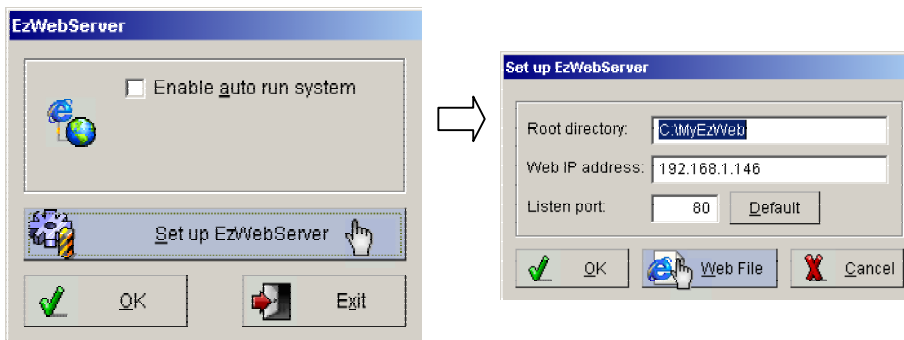 EzWebServer
Enable auto run system
Set up EzWebServer
OK
Exit
Set up EzWebServer
Root directory: C:\MyEzWeb
Web IP address: 192.168.1.146
Listen port: 80 Default
OK
Web File
Cancel